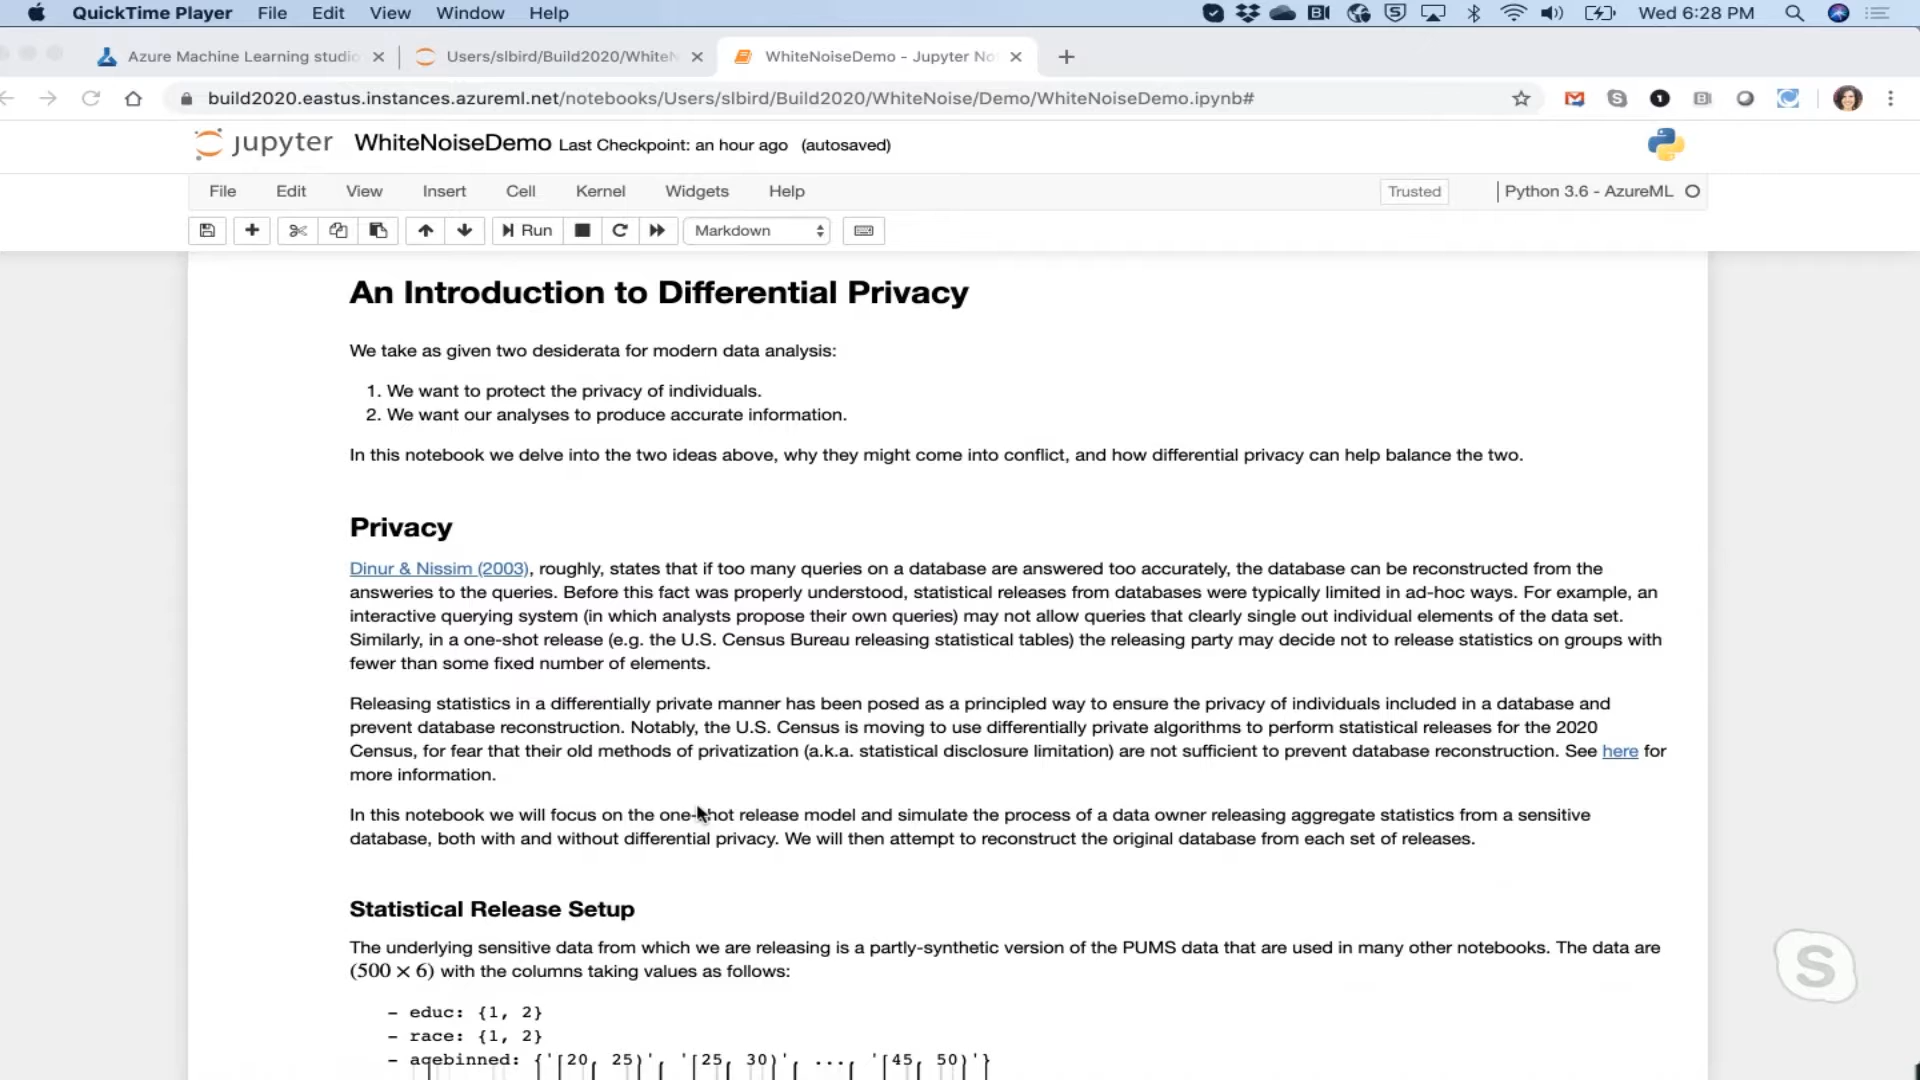 QuickTime Player File Edit View Window Help Wed 6:28 PM
Azure Machine Learning studio Users/slbird/Build2020/WhiteN WhiteNoiseDemo - Jupyter No
build2020.eastus.instances.azureml.net/notebooks/Users/slbird/Build2020/WhiteNoise/Demo/WhiteNoiseDemo.ipynb#
jupyter WhiteNoiseDemo Last Checkpoint: an hour ago (autosaved)
File Edit View Insert Cell Kernel Widgets Help Trusted Python 3.6 - AzureML
Run Markdown
An Introduction to Differential Privacy
We take as given two desiderata for modern data analysis:
1. We want to protect the privacy of individuals.
2. We want our analyses to produce accurate information.
In this notebook we delve into the two ideas above, why they might come into conflict, and how differential privacy can help balance the two.
Privacy
Dinur & Nissim (2003), roughly, states that if too many queries on a database are answered too accurately, the database can be reconstructed from the
answeries to the queries. Before this fact was properly understood, statistical releases from databases were typically limited in ad-hoc ways. For example, an
interactive querying system (in which analysts propose their own queries) may not allow queries that clearly single out individual elements of the data set.
Similarly, in a one-shot release (e.g. the U.S. Census Bureau releasing statistical tables) the releasing party may decide not to release statistics on groups with
fewer than some fixed number of elements.
Releasing statistics in a differentially private manner has been posed as a principled way to ensure the privacy of individuals included in a database and
prevent database reconstruction. Notably, the U.S. Census is moving to use differentially private algorithms to perform statistical releases for the 2020
Census, for fear that their old methods of privatization (a.k.a. statistical disclosure limitation) are not sufficient to prevent database reconstruction. See here for
more information.
In this notebook we will focus on the one-shot release model and simulate the process of a data owner releasing aggregate statistics from a sensitive
database, both with and without differential privacy. We will then attempt to reconstruct the original database from each set of releases.
Statistical Release Setup
The underlying sensitive data from which we are releasing is a partly-synthetic version of the PUMS data that are used in many other notebooks. The data are
(500 × 6) with the columns taking values as follows:
- educ: {1, 2}
- race: {1, 2}
- agebinned: {'[20, 25)', '[25, 30)', ..., '[45, 50)'}